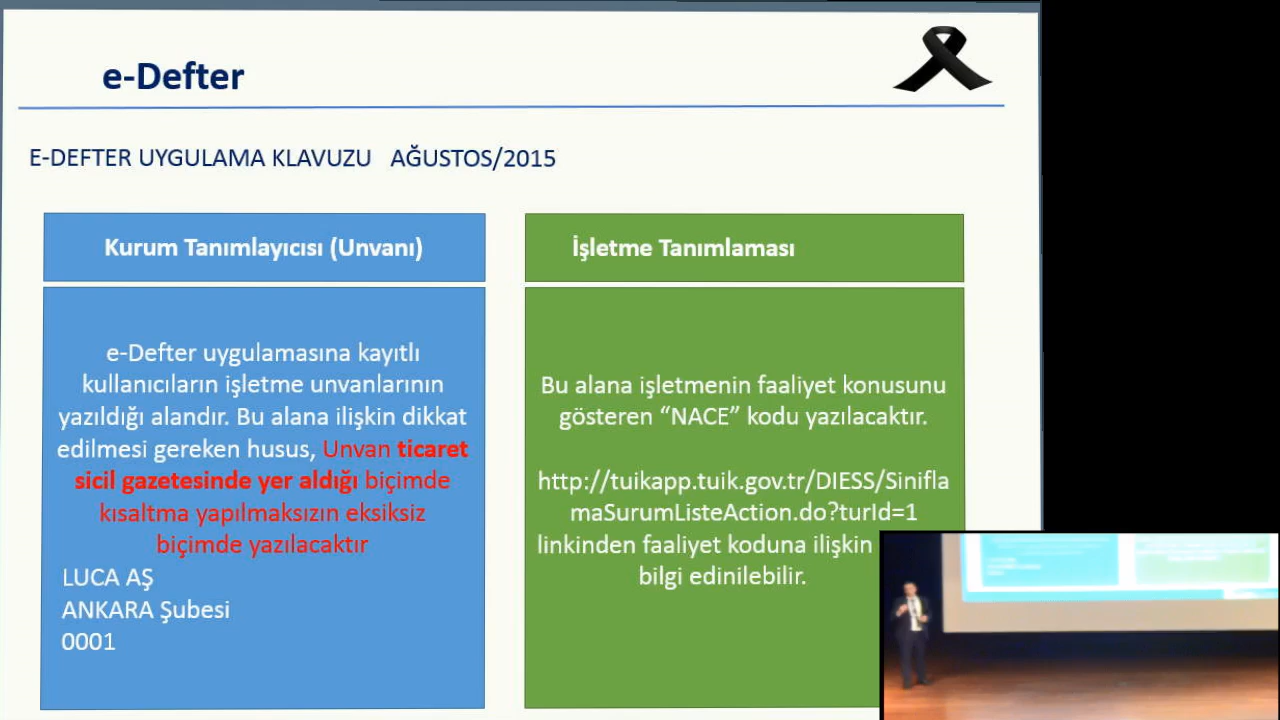 e-Defter
E-DEFTER UYGULAMA KLAVUZU AĞUSTOS/2015
Kurum Tanımlayıcısı (Unvanı)
e-Defter uygulamasına kayıtlı
kullanıcıların işletme unvanlarının
yazıldığı alandır. Bu alana ilişkin dikkat
edilmesi gereken husus, Unvan ticaret
sicil gazetesinde yer aldığı biçimde
kısaltma yapılmaksızın eksiksiz
biçimde yazılacaktır
LUCA AŞ
ANKARA Şubesi
0001
İşletme Tanımlaması
Bu alana işletmenin faaliyet konusunu
gösteren “NACE” kodu yazılacaktır.
http://tuikapp.tuik.gov.tr/DIESS/Sinifla
maSurumListeAction.do?turId=1
linkinden faaliyet koduna ilişkin
bilgi edinilebilir.